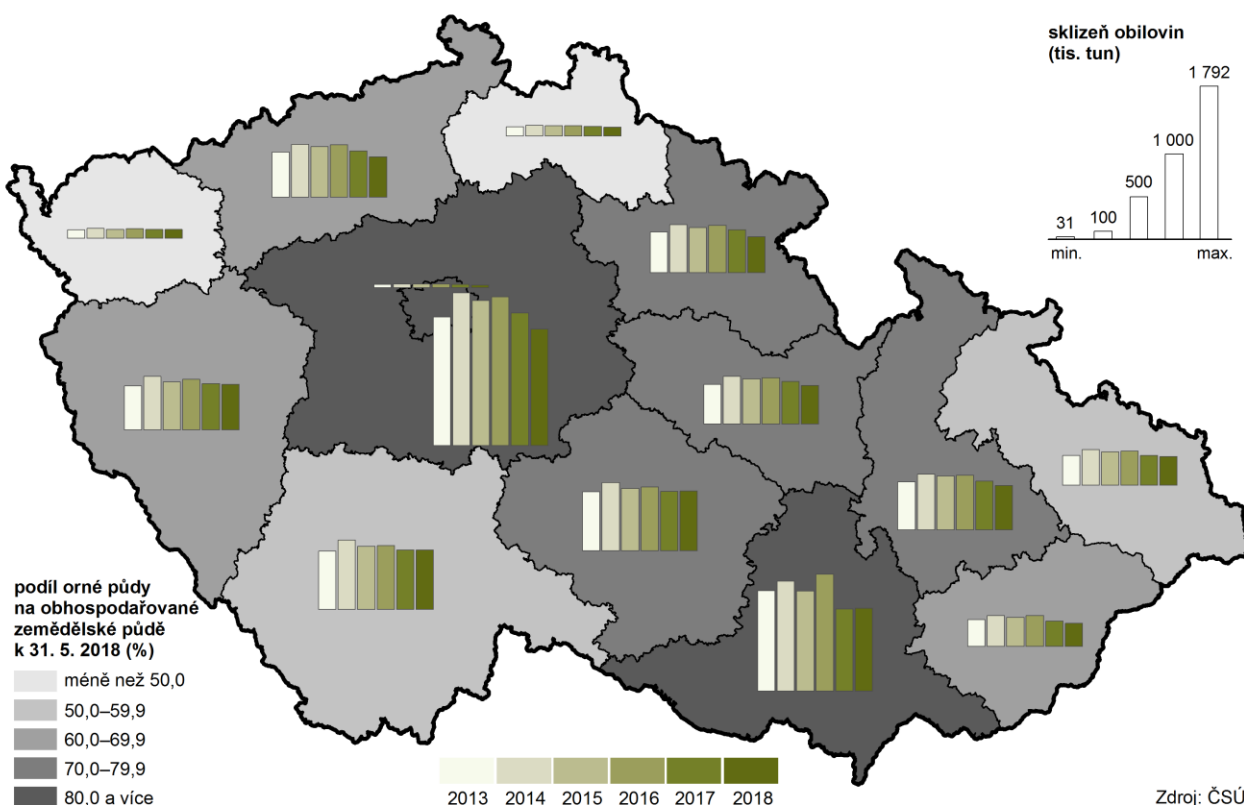 sklizeň obilovin
(tis. tun)
1 792
1 000
500
100
31
min.
max.
podíl orné půdy
na obhospodařované
zemědělské půdě
k 31. 5. 2018 (%)
méně než 50,0
50,0–59,9
60,0–69,9
70,0–79,9
80.0 a více
2013 2014 2015 2016 2017 2018
Zdroj: ČSÚ